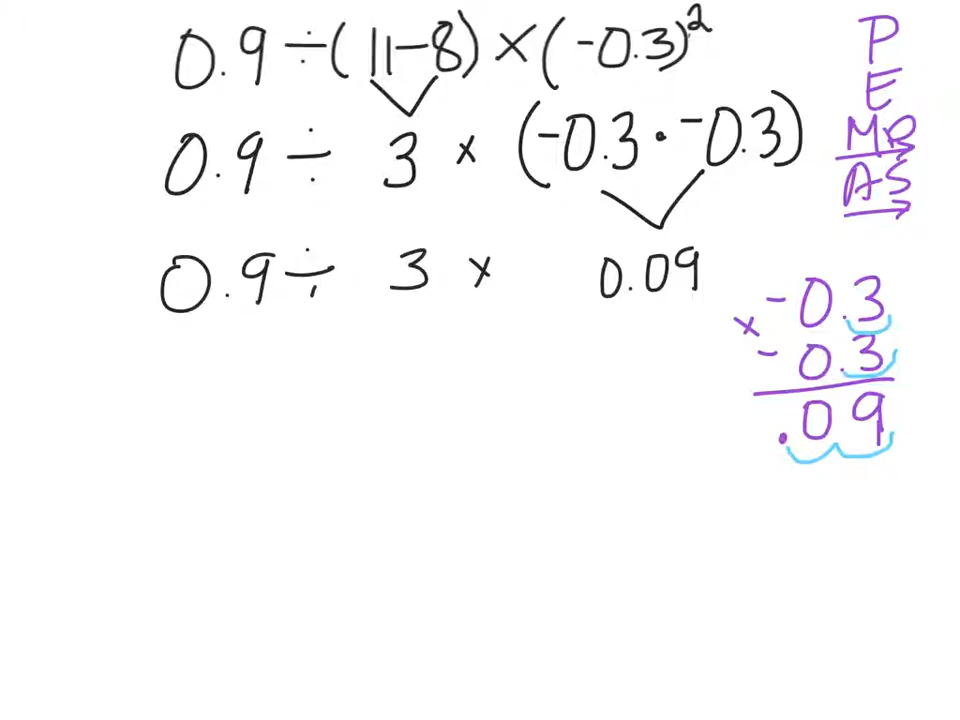 0.9 ÷ (11-8) × (-0.3)²
0.9 ÷ 3 × (-0.3 · -0.3)
0.9 ÷ 3 × 0.09
P
E
MD
AS
-0.3
× -0.3
.09